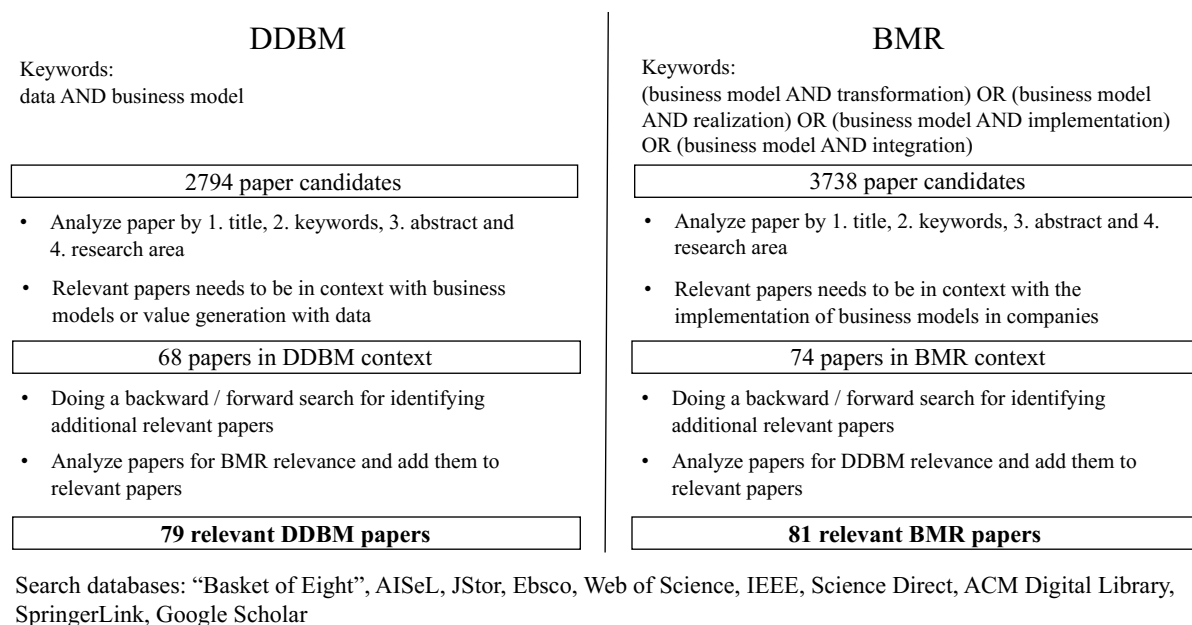 DDBM
Keywords:
data AND business model
2794 paper candidates
• Analyze paper by 1. title, 2. keywords, 3. abstract and
4. research area
• Relevant papers needs to be in context with business
models or value generation with data
68 papers in DDBM context
• Doing a backward / forward search for identifying
additional relevant papers
• Analyze papers for BMR relevance and add them to
relevant papers
79 relevant DDBM papers
BMR
Keywords:
(business model AND transformation) OR (business model
AND realization) OR (business model AND implementation)
OR (business model AND integration)
3738 paper candidates
• Analyze paper by 1. title, 2. keywords, 3. abstract and 4.
research area
• Relevant papers needs to be in context with the
implementation of business models in companies
74 papers in BMR context
• Doing a backward / forward search for identifying
additional relevant papers
• Analyze papers for DDBM relevance and add them to
relevant papers
81 relevant BMR papers
Search databases: “Basket of Eight”, AISeL, JStor, Ebsco, Web of Science, IEEE, Science Direct, ACM Digital Library,
SpringerLink, Google Scholar